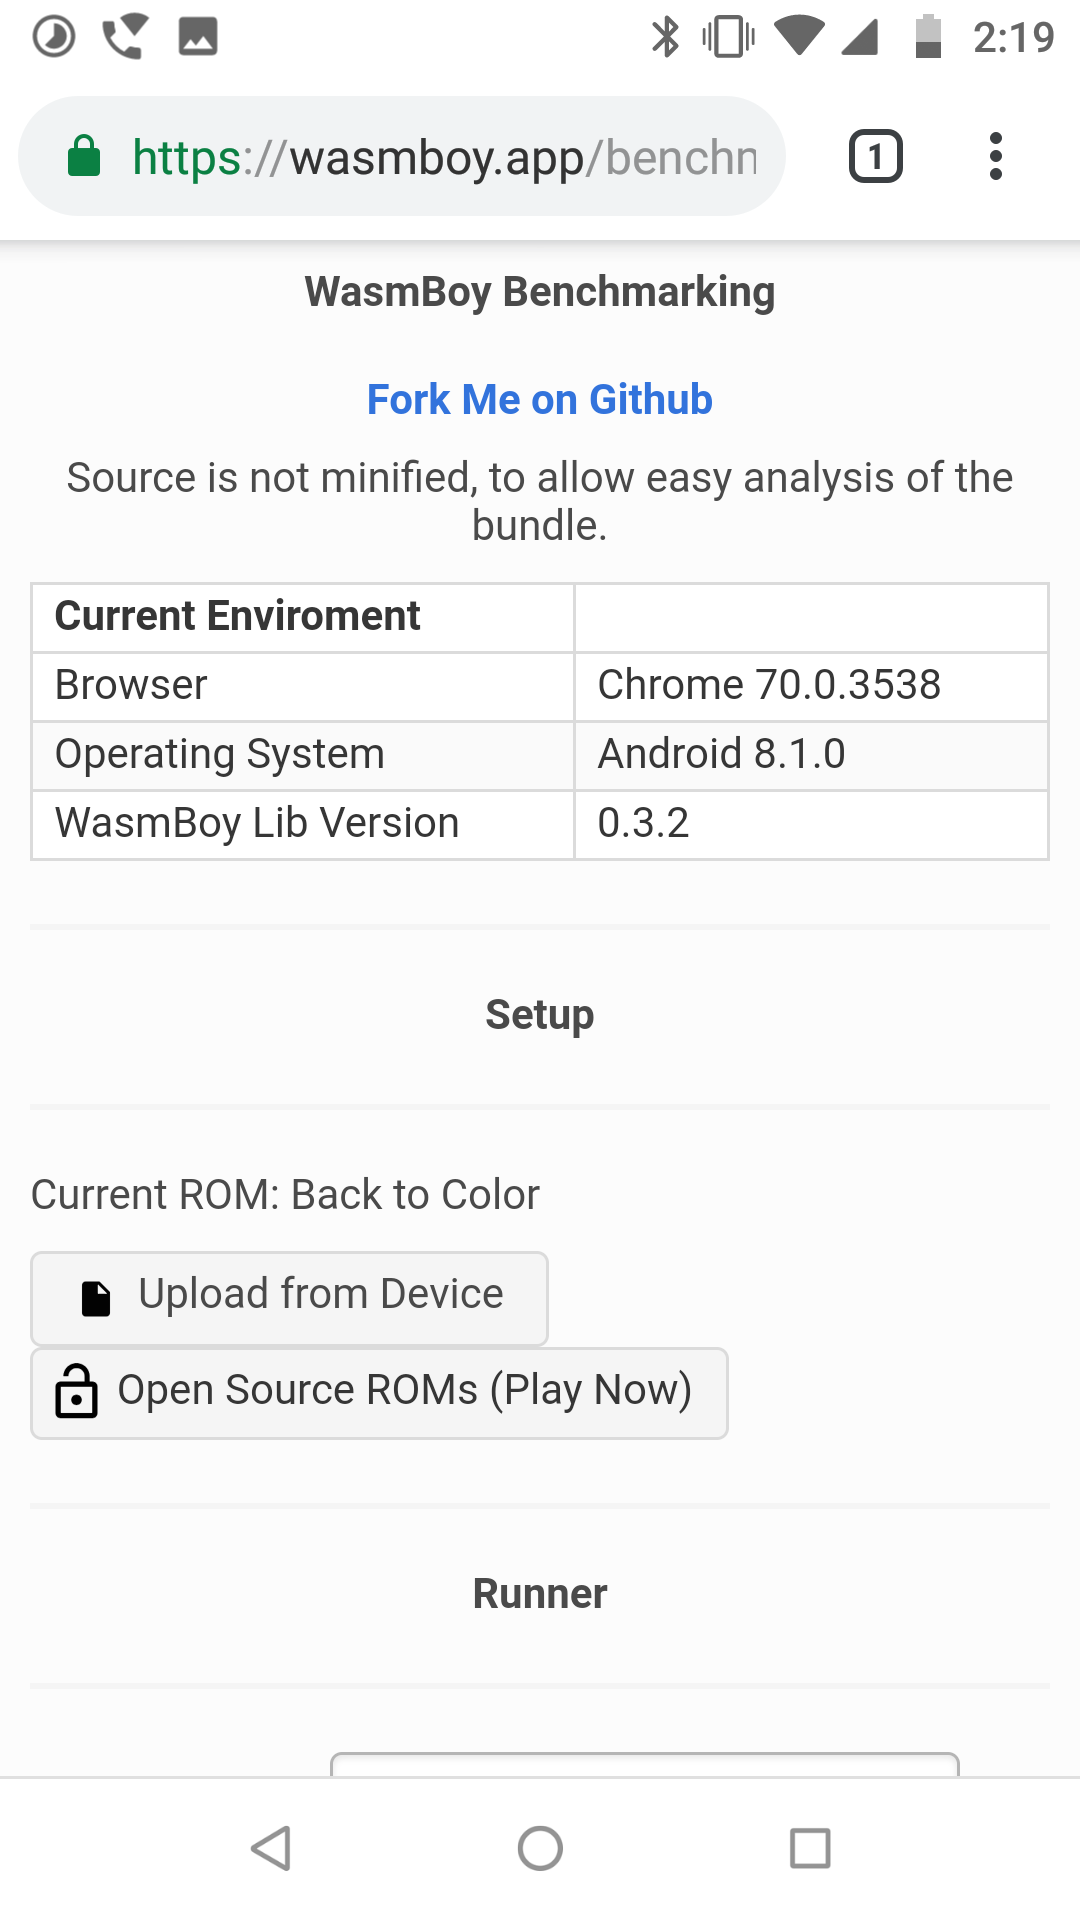 2:19
https://wasmboy.app/benchn
1
WasmBoy Benchmarking
Fork Me on Github
Source is not minified, to allow easy analysis of the
bundle.
Current Enviroment
Browser Chrome 70.0.3538
Operating System Android 8.1.0
WasmBoy Lib Version 0.3.2
Setup
Current ROM: Back to Color
Upload from Device
Open Source ROMs (Play Now)
Runner